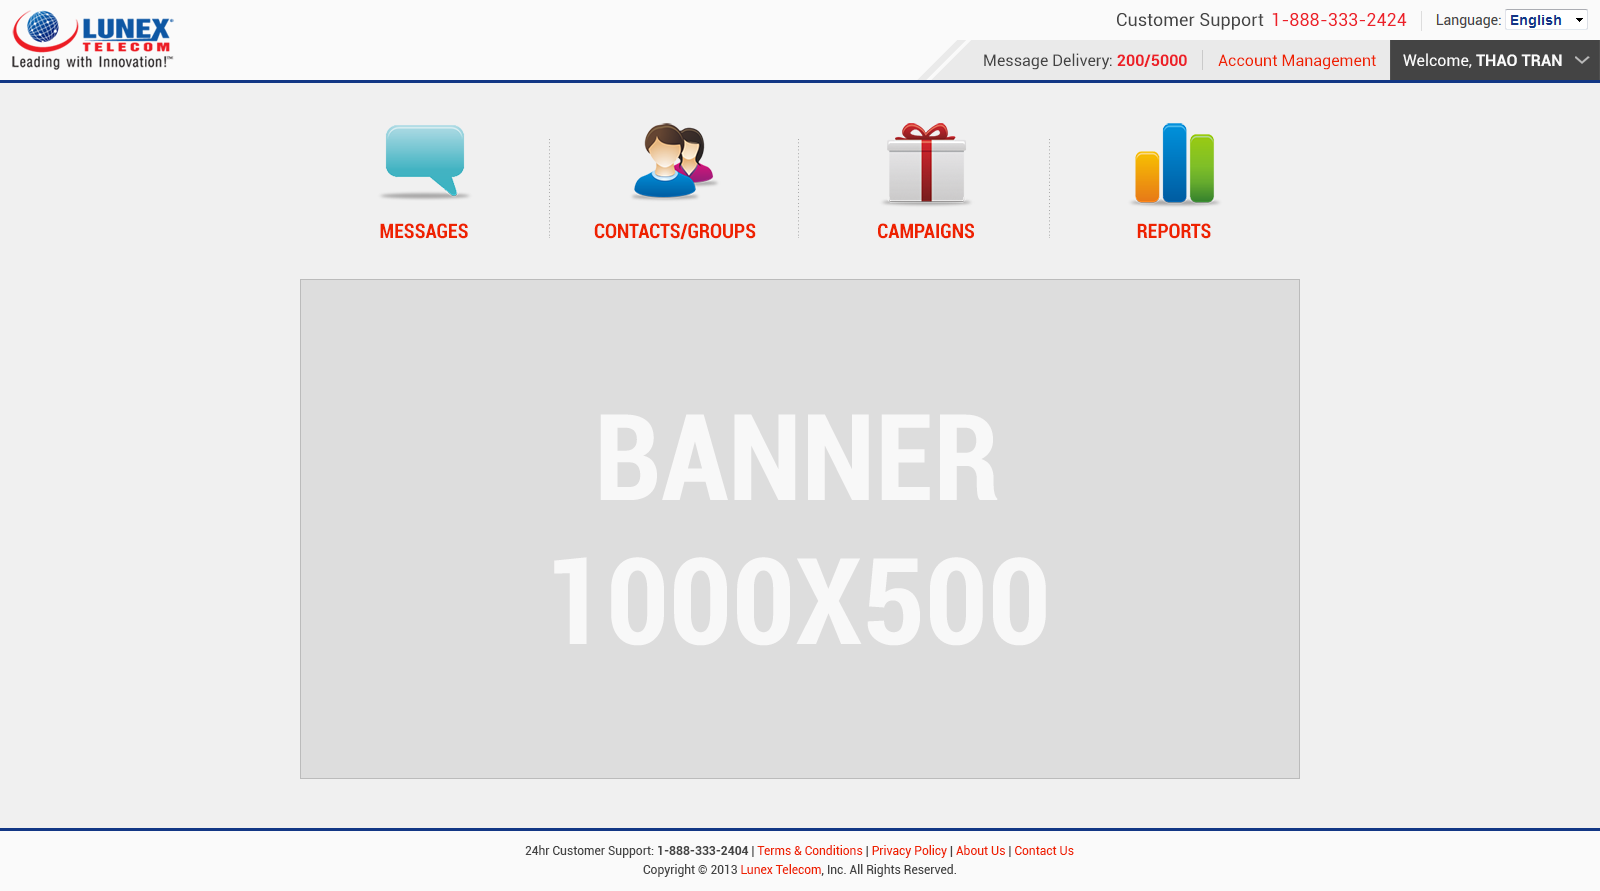 LUNEX
TELECOM
Leading with Innovation!™
Customer Support 1-888-333-2424
Language: English
Message Delivery: 200/5000
Account Management
Welcome, THAO TRAN
MESSAGES
CONTACTS/GROUPS
CAMPAIGNS
REPORTS
BANNER
1000X500
24hr Customer Support: 1-888-333-2404 | Terms & Conditions | Privacy Policy | About Us | Contact Us
Copyright © 2013 Lunex Telecom, Inc. All Rights Reserved.